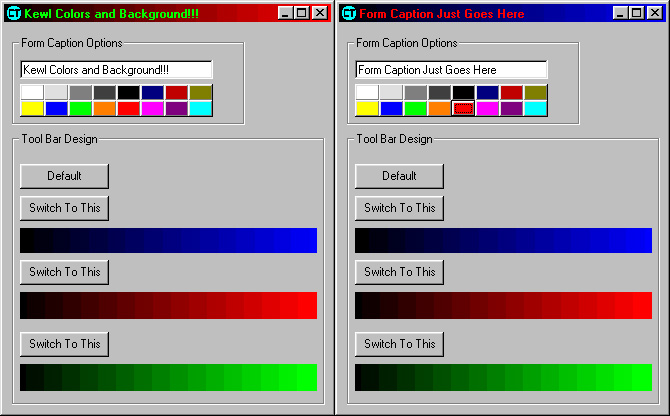 CT Kewl Colors and Background!!!
Form Caption Options
Kewl Colors and Background!!!
Tool Bar Design
Default
Switch To This
Switch To This
Switch To This
CT Form Caption Just Goes Here
Form Caption Options
Form Caption Just Goes Here
Tool Bar Design
Default
Switch To This
Switch To This
Switch To This